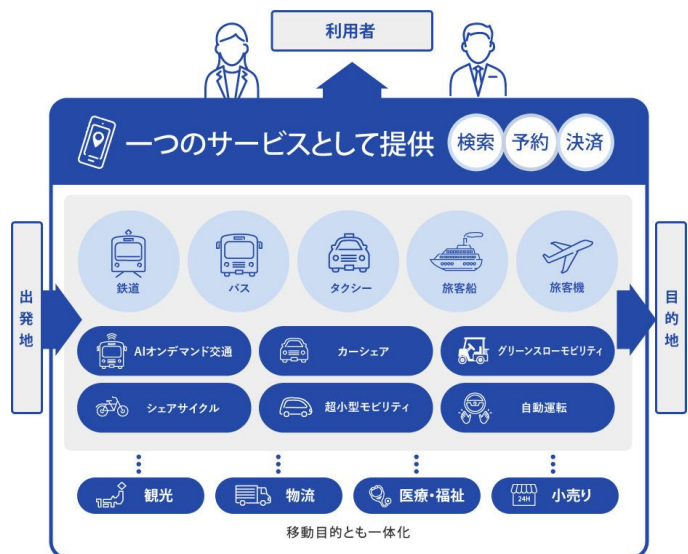 利用者
一つのサービスとして提供
検索
予約
決済
出発地
目的地
鉄道
バス
タクシー
旅客船
旅客機
AIオンデマンド交通
カーシェア
グリーンスローモビリティ
シェアサイクル
超小型モビリティ
自動運転
観光
物流
医療・福祉
24H
小売り
移動目的とも一体化